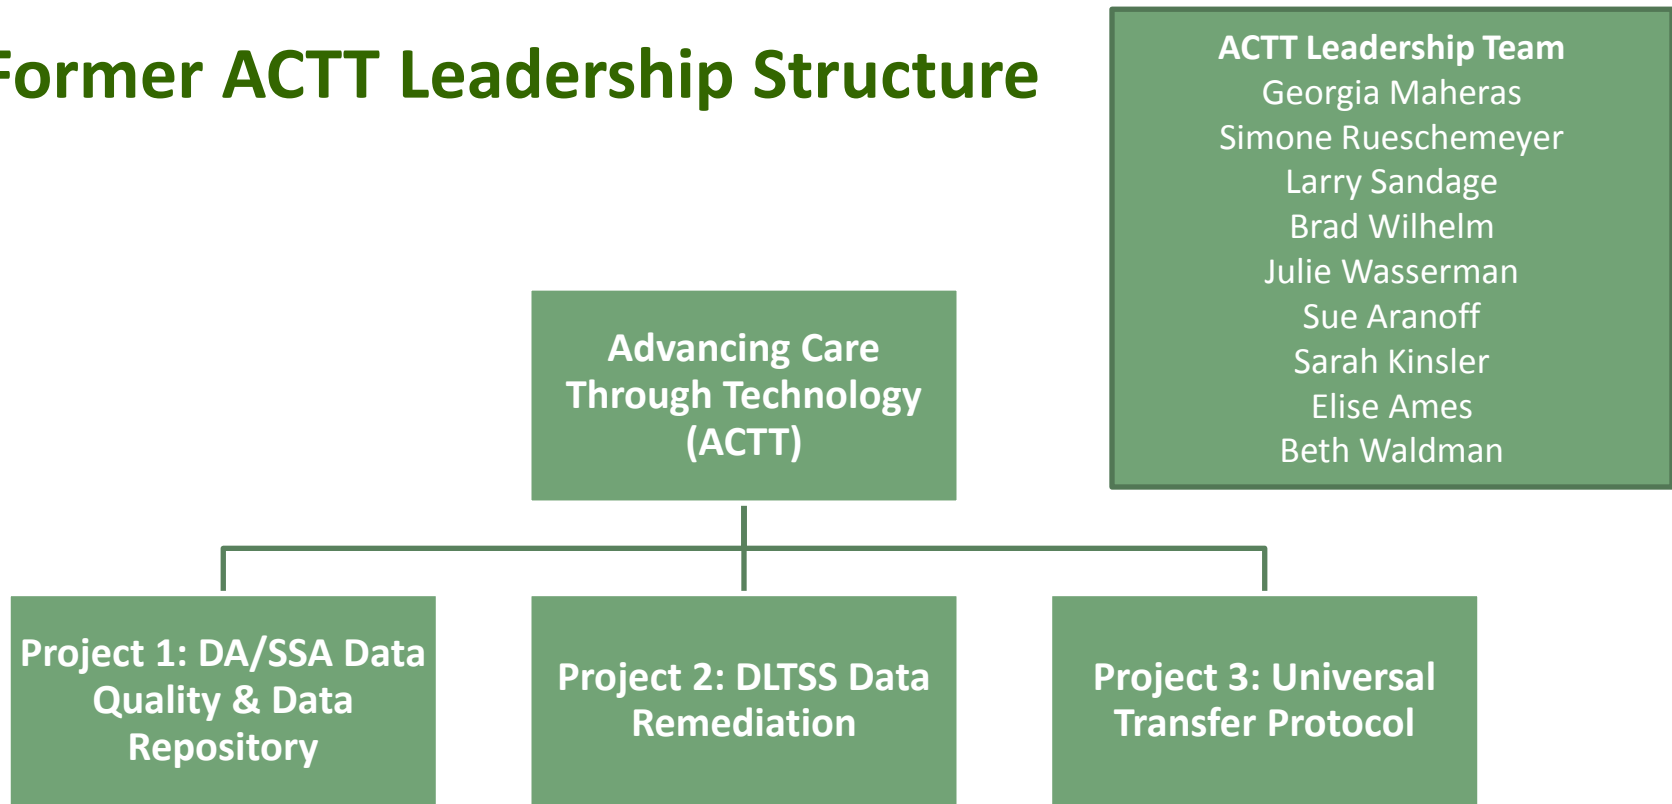 Former ACTT Leadership Structure
ACTT Leadership Team
Georgia Maheras
Simone Rueschemeyer
Larry Sandage
Brad Wilhelm
Julie Wasserman
Sue Aranoff
Sarah Kinsler
Elise Ames
Beth Waldman
Advancing Care
Through Technology
(ACTT)
Project 1: DA/SSA Data
Quality & Data
Repository
Project 2: DLTSS Data
Remediation
Project 3: Universal
Transfer Protocol